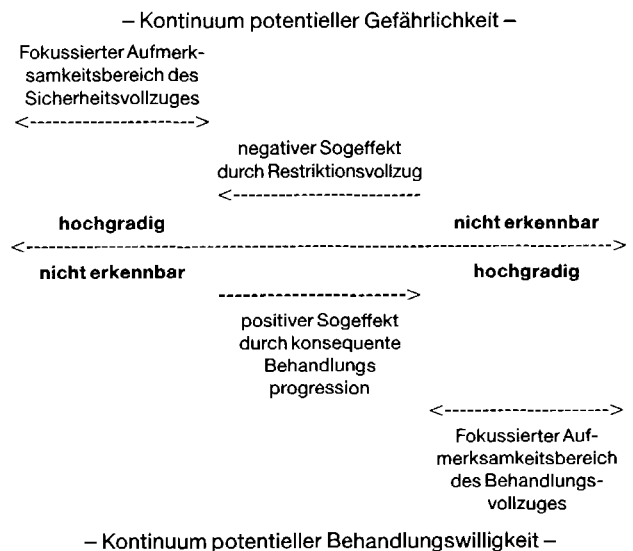 – Kontinuum potentieller Gefährlichkeit –
Fokussierter Aufmerk-
samkeitsbereich des
Sicherheitsvollzuges
negativer Sogeffekt
durch Restriktionsvollzug
hochgradig nicht erkennbar
nicht erkennbar hochgradig
positiver Sogeffekt
durch konsequente
Behandlungs
progression
Fokussierter Auf-
merksamkeitsbereich
des Behandlungs-
vollzuges
– Kontinuum potentieller Behandlungswilligkeit –